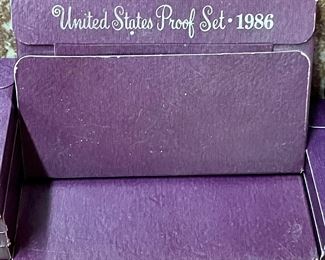 United States Proof Set • 1986